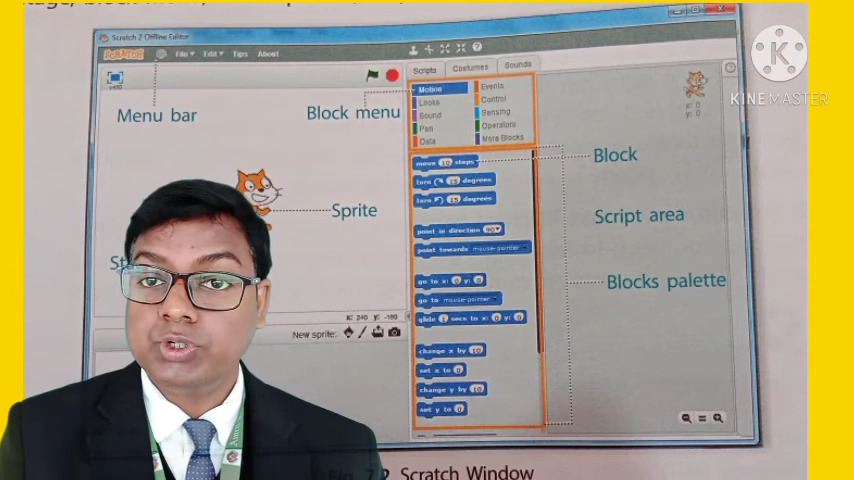 Scratch 2 Offline Editor
SCRATCH File Edit Tips About
Scripts Costumes Sounds
Motion Events
Looks Control
Sound Sensing
Pen Operators
Data More Blocks
x: 0
y: 0
KINEMASTER
Menu bar
Block menu
move 10 steps
Block
turn 15 degrees
turn 15 degrees
Sprite
Script area
point in direction 90
point towards mouse-pointer
go to x: 0 y: 0
Blocks palette
go to mouse-pointer
glide 1 secs to x: 0 y: 0
X: 240 y: -180
New sprite:
change x by 10
set x to 0
change y by 10
set y to 0
Fig. 7.2 Scratch Window